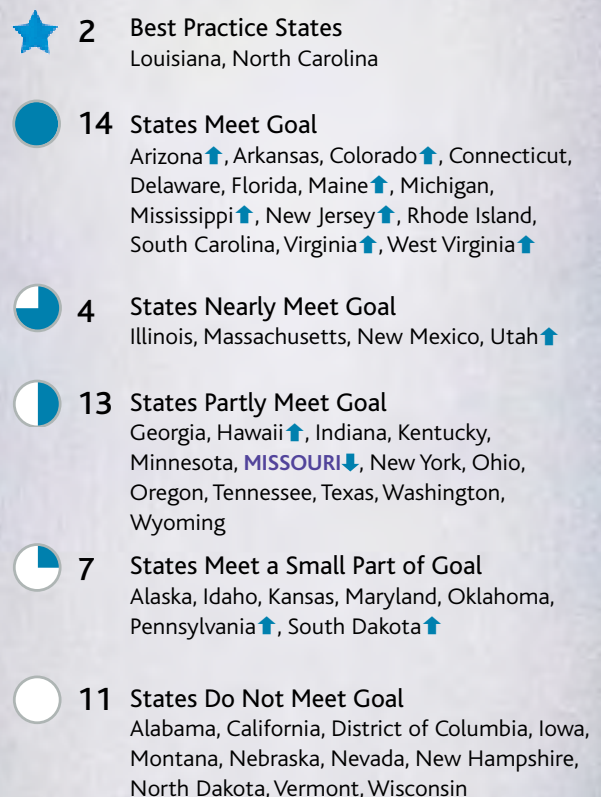 2 Best Practice States
Louisiana, North Carolina
14 States Meet Goal
Arizona⬆, Arkansas, Colorado⬆, Connecticut,
Delaware, Florida, Maine⬆, Michigan,
Mississippi⬆, New Jersey⬆, Rhode Island,
South Carolina, Virginia⬆, West Virginia⬆
4 States Nearly Meet Goal
Illinois, Massachusetts, New Mexico, Utah⬆
13 States Partly Meet Goal
Georgia, Hawaii⬆, Indiana, Kentucky,
Minnesota, MISSOURI⬇, New York, Ohio,
Oregon, Tennessee, Texas, Washington,
Wyoming
7 States Meet a Small Part of Goal
Alaska, Idaho, Kansas, Maryland, Oklahoma,
Pennsylvania⬆, South Dakota⬆
11 States Do Not Meet Goal
Alabama, California, District of Columbia, Iowa,
Montana, Nebraska, Nevada, New Hampshire,
North Dakota, Vermont, Wisconsin